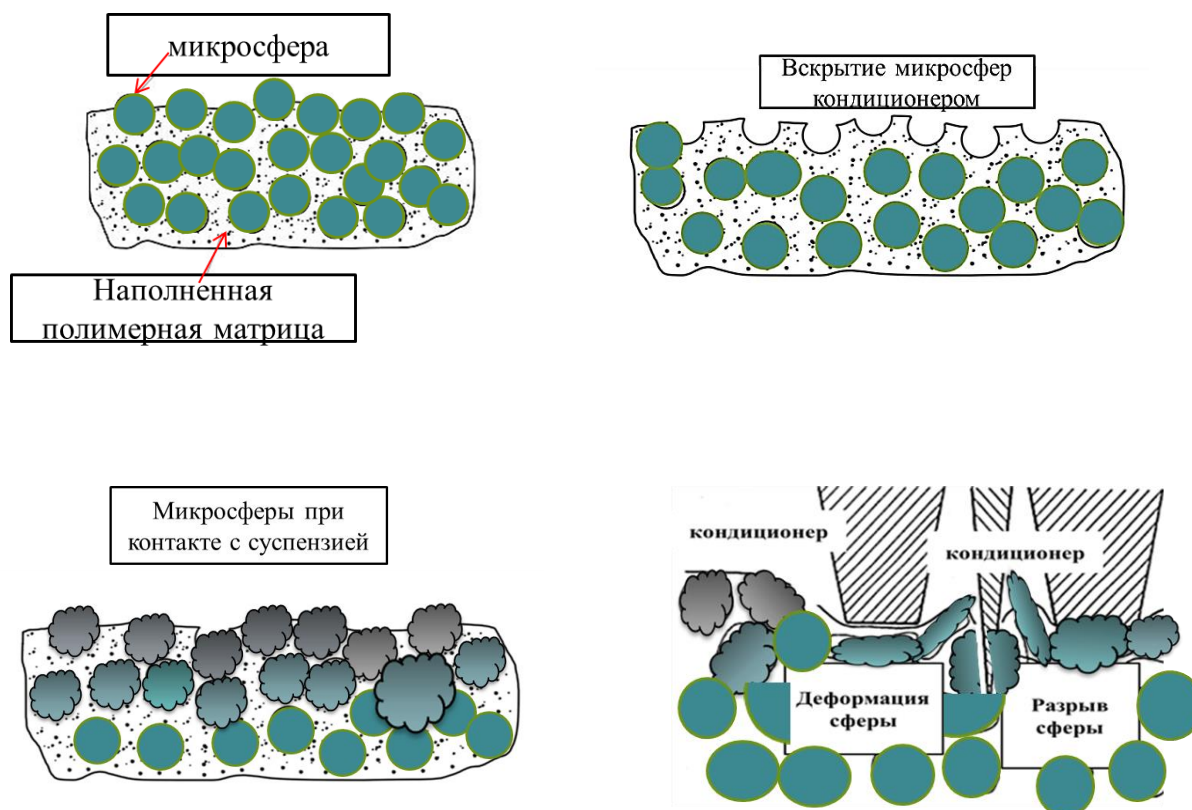 микросфера
Вскрытие микросфер
кондиционером
Наполненная
полимерная матрица
Микросферы при
контакте с суспензией
кондиционер
кондиционер
Деформация
сферы
Разрыв
сферы